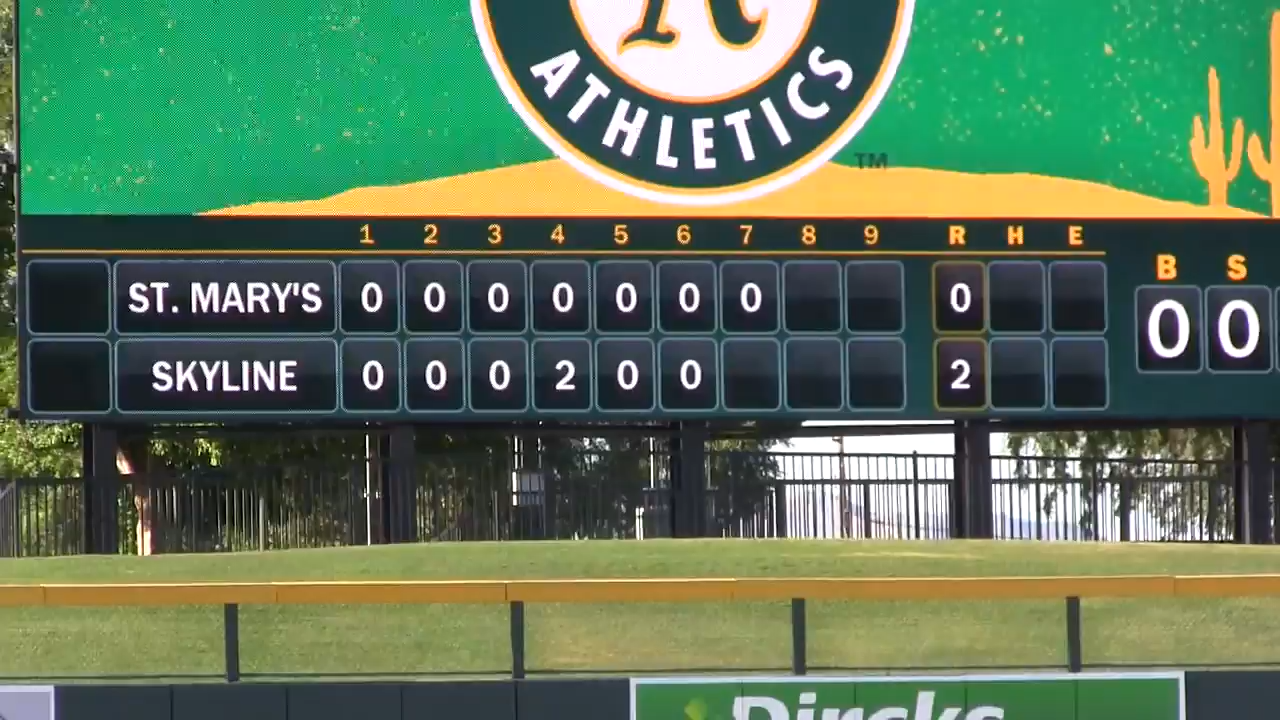 A
ATHLETICS
TM
1 2 3 4 5 6 7 8 9 R H E
B S
ST. MARY'S 0 0 0 0 0 0 0 0
0 0
SKYLINE 0 0 0 2 0 0 2
Dircks